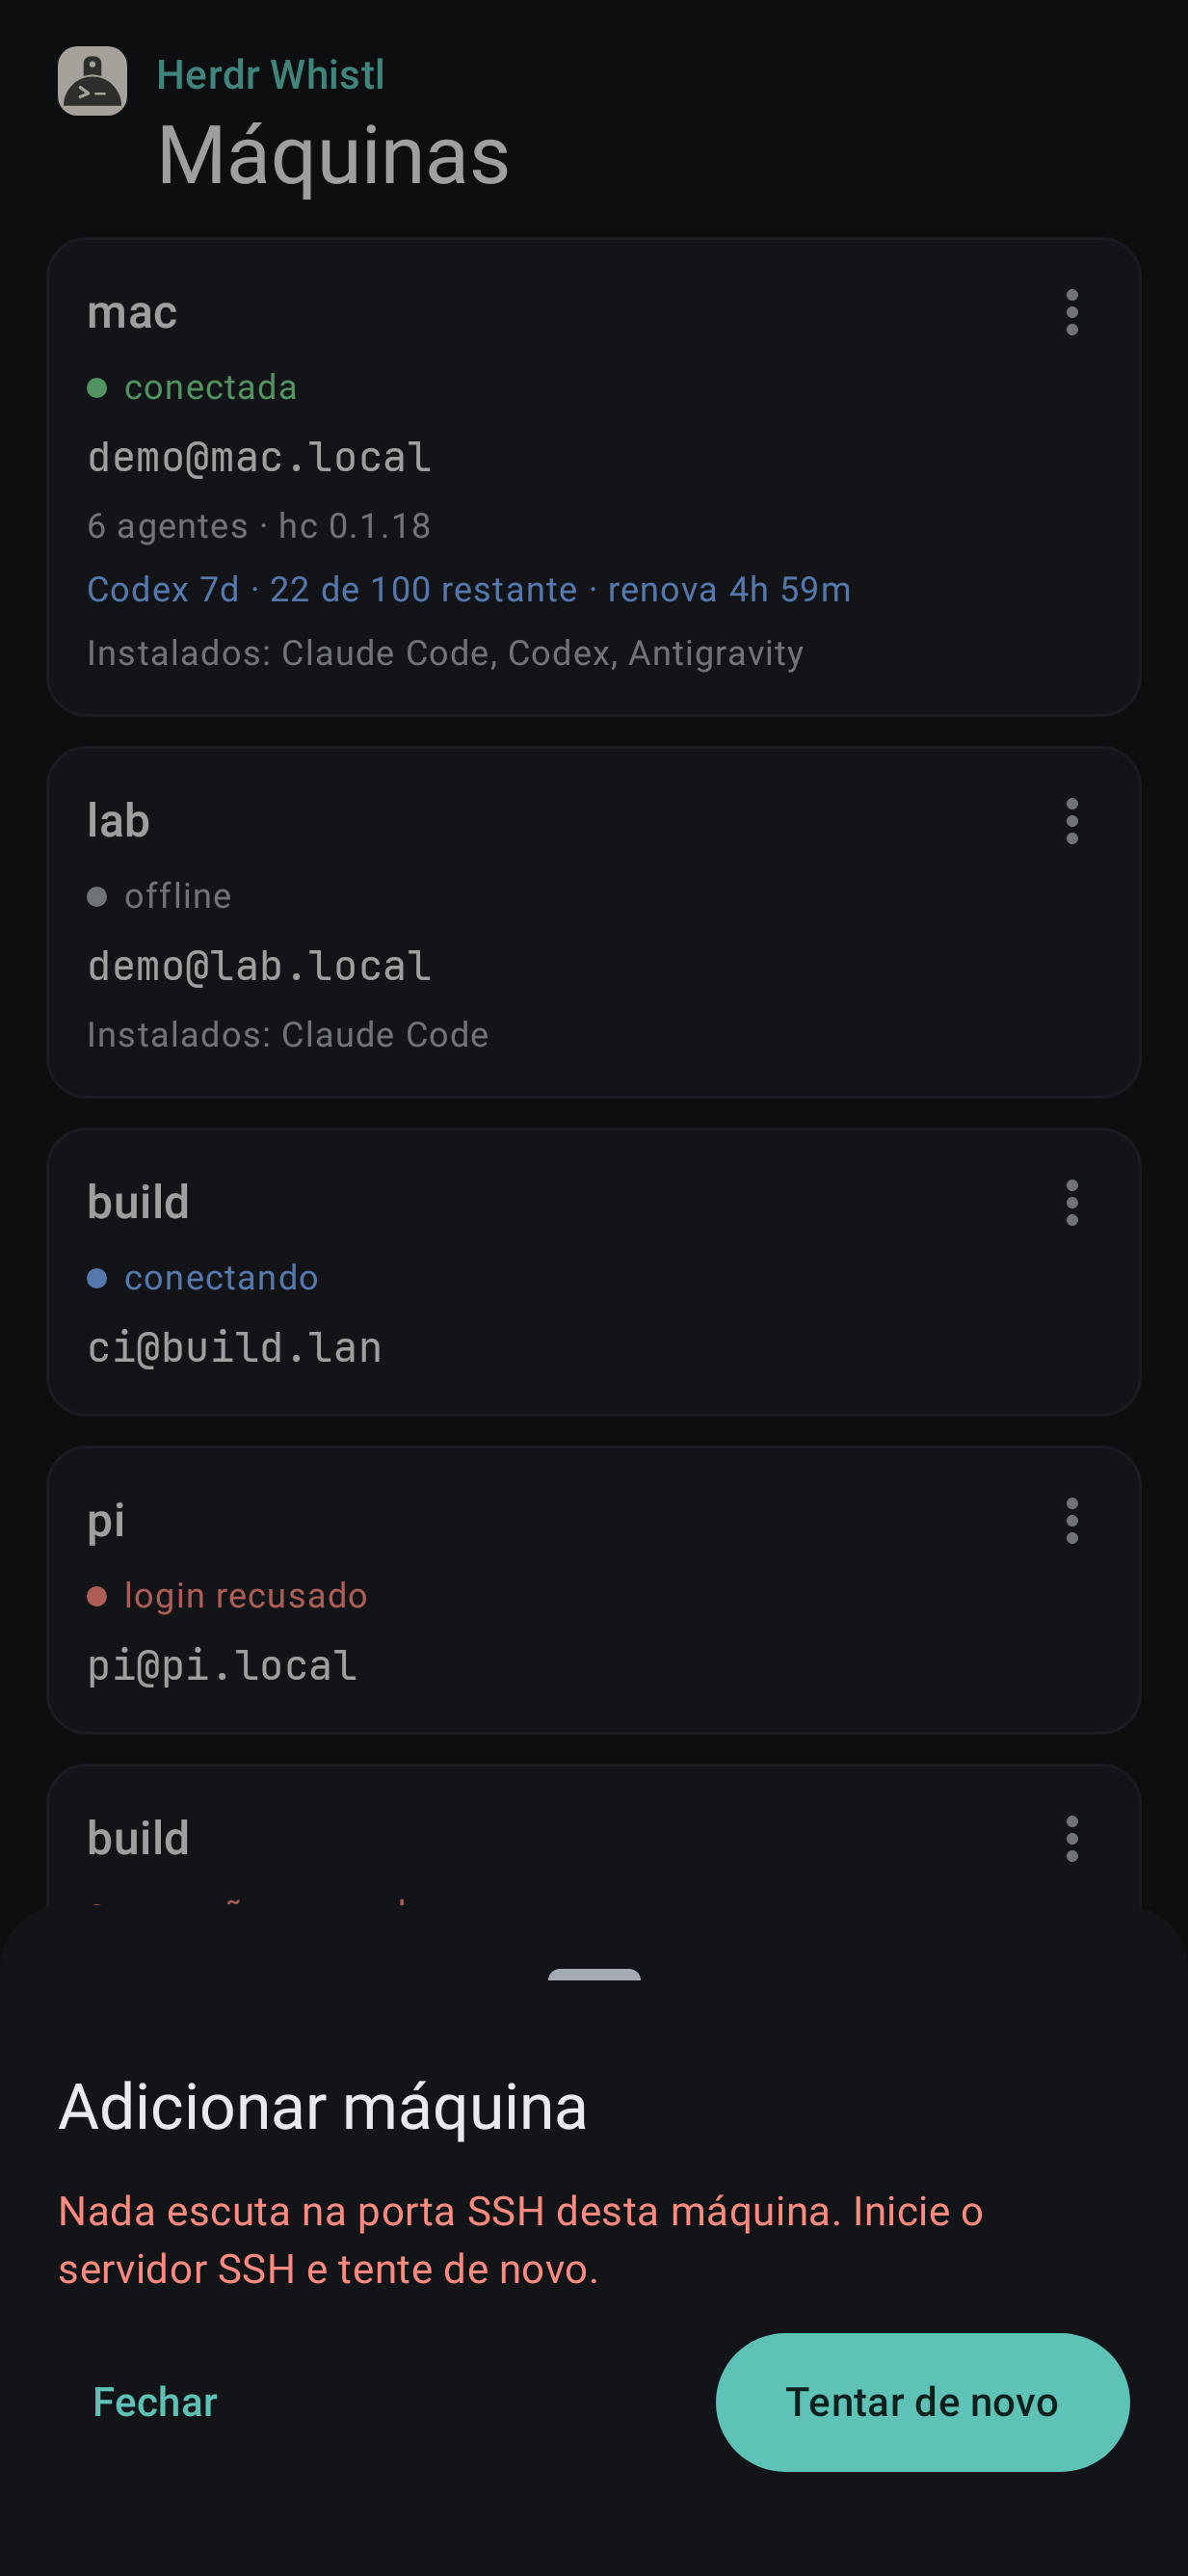 Herdr Whistl
Máquinas
mac
conectada
demo@mac.local
6 agentes · hc 0.1.18
Codex 7d · 22 de 100 restante · renova 4h 59m
Instalados: Claude Code, Codex, Antigravity
lab
offline
demo@lab.local
Instalados: Claude Code
build
conectando
ci@build.lan
pi
login recusado
pi@pi.local
build
Adicionar máquina
Nada escuta na porta SSH desta máquina. Inicie o
servidor SSH e tente de novo.
Fechar
Tentar de novo